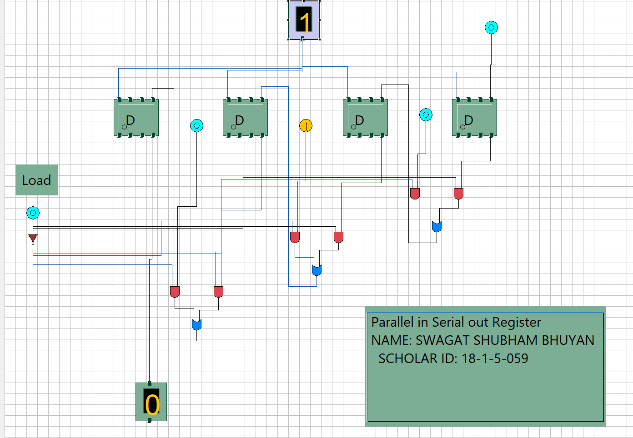 1
D D D D
Load
Parallel in Serial out Register
NAME: SWAGAT SHUBHAM BHUYAN
SCHOLAR ID: 18-1-5-059
0